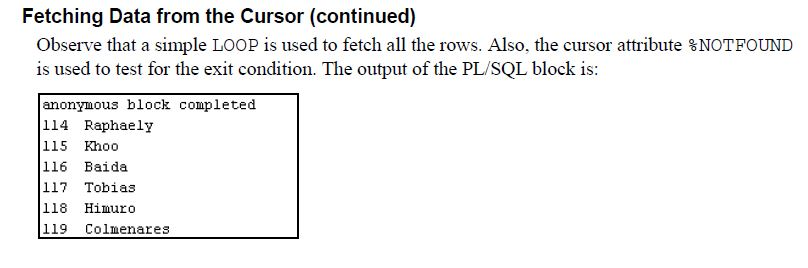 Fetching Data from the Cursor (continued)
Observe that a simple LOOP is used to fetch all the rows. Also, the cursor attribute %NOTFOUND
is used to test for the exit condition. The output of the PL/SQL block is:
anonymous block completed
114 Raphaely
115 Khoo
116 Baida
117 Tobias
118 Himuro
119 Colmenares